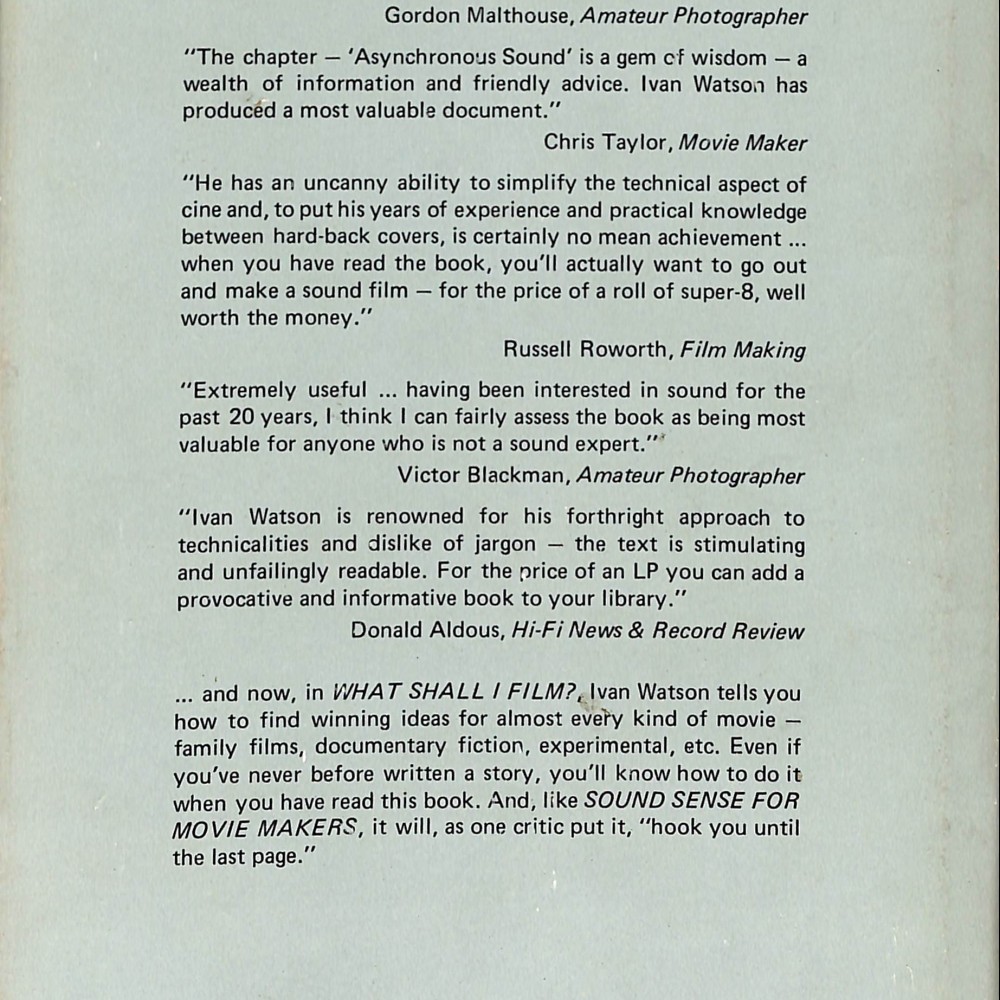 Gordon Malthouse, Amateur Photographer
"The chapter – 'Asynchronous Sound' is a gem of wisdom – a
wealth of information and friendly advice. Ivan Watson has
produced a most valuable document."
Chris Taylor, Movie Maker
"He has an uncanny ability to simplify the technical aspect of
cine and, to put his years of experience and practical knowledge
between hard-back covers, is certainly no mean achievement ...
when you have read the book, you'll actually want to go out
and make a sound film – for the price of a roll of super-8, well
worth the money."
Russell Roworth, Film Making
"Extremely useful ... having been interested in sound for the
past 20 years, I think I can fairly assess the book as being most
valuable for anyone who is not a sound expert."
Victor Blackman, Amateur Photographer
"Ivan Watson is renowned for his forthright approach to
technicalities and dislike of jargon – the text is stimulating
and unfailingly readable. For the price of an LP you can add a
provocative and informative book to your library."
Donald Aldous, Hi-Fi News & Record Review
... and now, in WHAT SHALL I FILM?, Ivan Watson tells you
how to find winning ideas for almost every kind of movie –
family films, documentary fiction, experimental, etc. Even if
you've never before written a story, you'll know how to do it
when you have read this book. And, like SOUND SENSE FOR
MOVIE MAKERS, it will, as one critic put it, "hook you until
the last page."